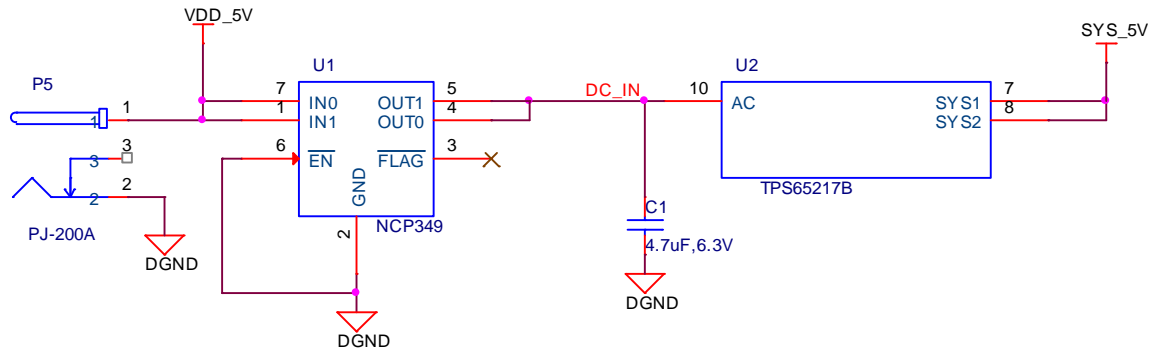 VDD_5V
SYS_5V
P5
U1
U2
1
1
3
3
2
2
PJ-200A
DGND
7
1
6
IN0
IN1
EN
OUT1
OUT0
FLAG
GND
5
4
3
2
NCP349
DGND
DC_IN
10
AC
SYS1
SYS2
7
8
TPS65217B
C1
4.7uF,6.3V
DGND